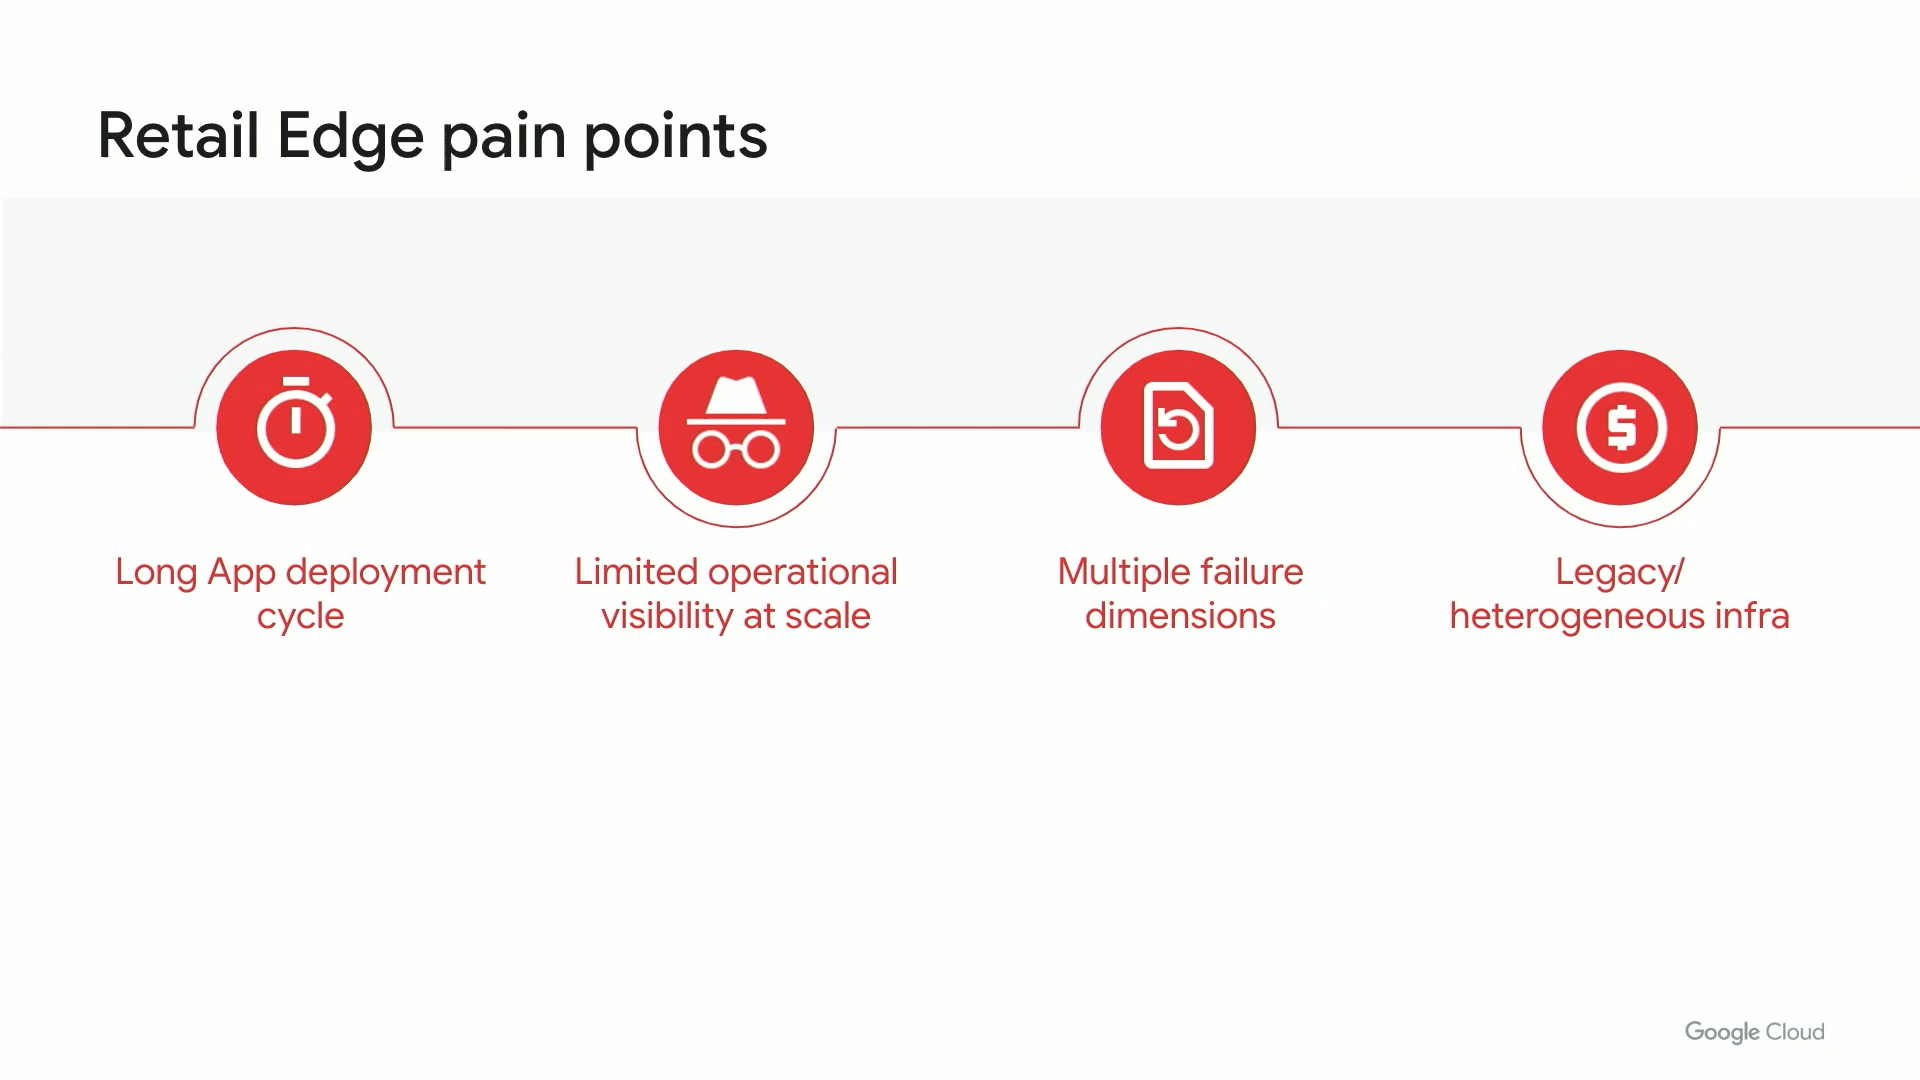 Retail Edge pain points
Long App deployment
cycle
Limited operational
visibility at scale
Multiple failure
dimensions
Legacy/
heterogeneous infra
Google Cloud